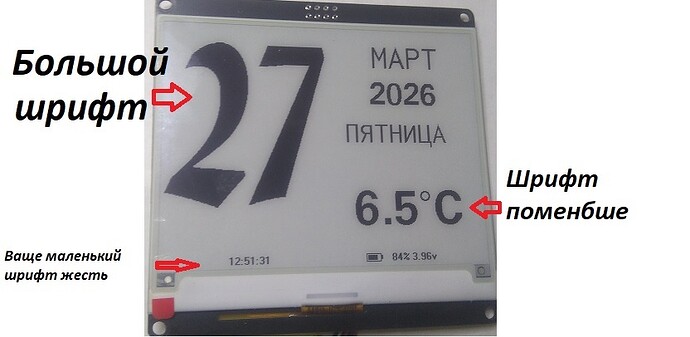 Большой
шрифт
27
МАРТ
2026
ПЯТНИЦА
6.5°C
Шрифт
поменбше
Ваще маленький
шрифт жесть
12:51:31
84% 3.96v